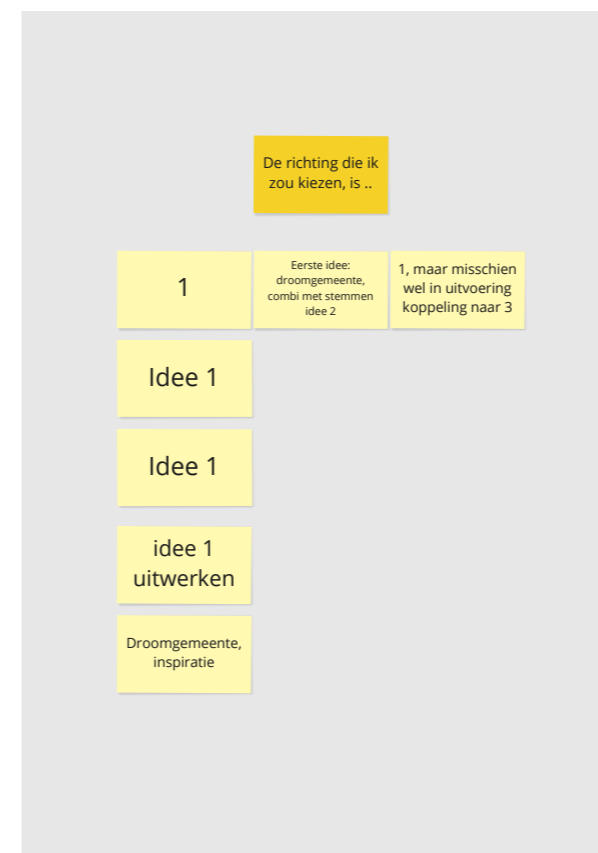 De richting die ik
zou kiezen, is ..
1
Eerste idee:
droomgemeente,
combi met stemmen
idee 2
1, maar misschien
wel in uitvoering
koppeling naar 3
Idee 1
Idee 1
idee 1
uitwerken
Droomgemeente,
inspiratie